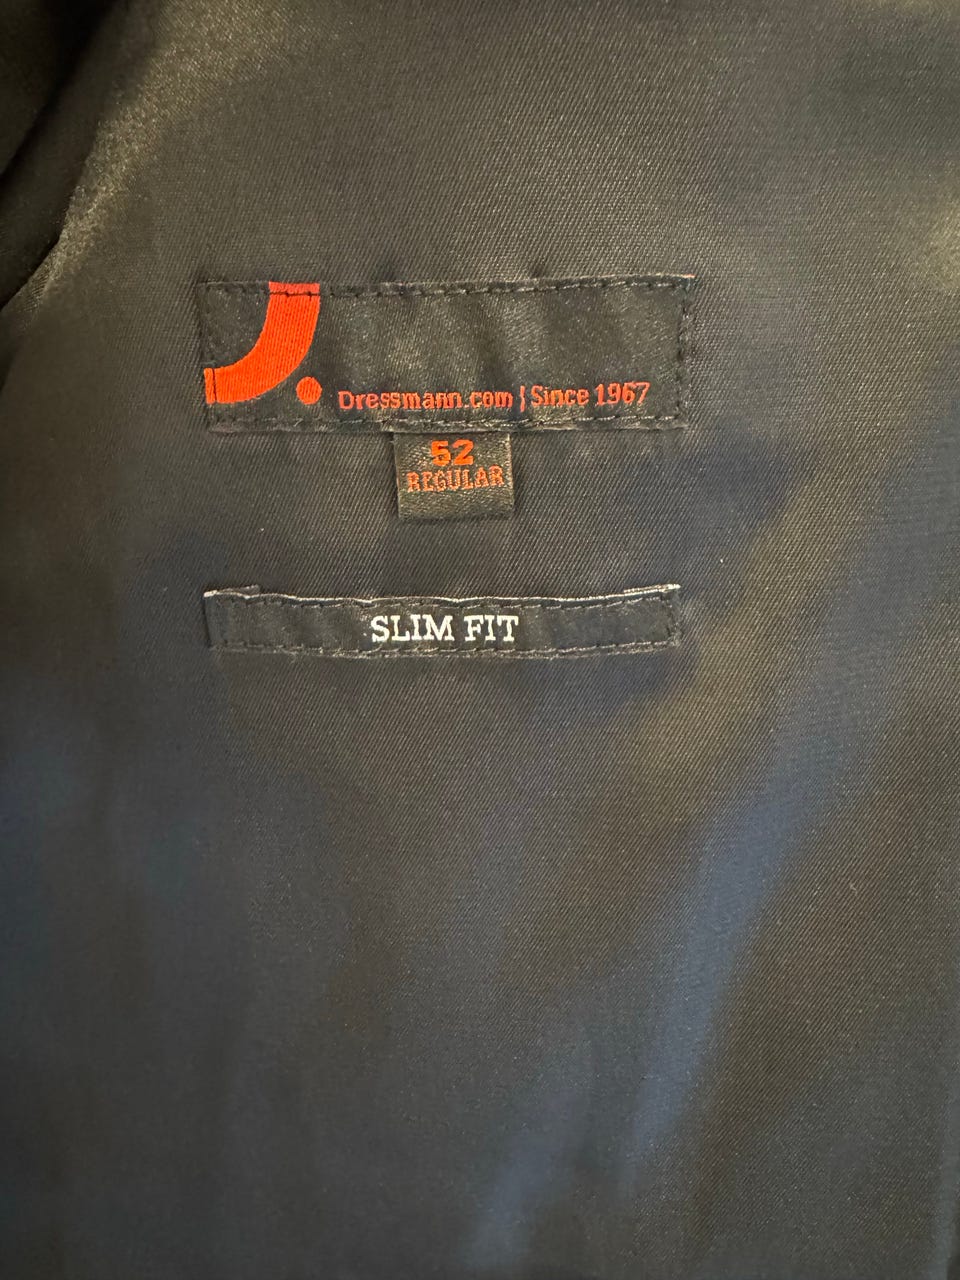 Dressmann.com | Since 1967
52
REGULAR
SLIM FIT